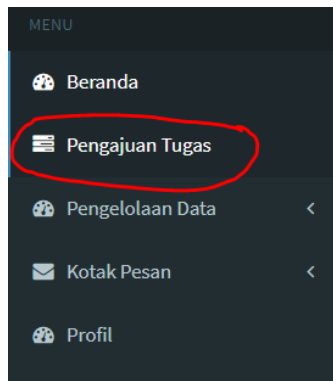 MENU
Beranda
Pengajuan Tugas
Pengelolaan Data
Kotak Pesan
Profil